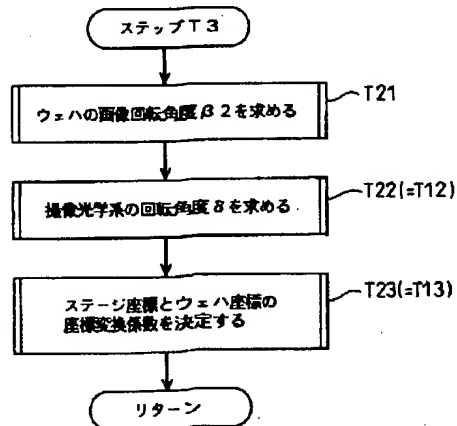 ステップT3
ウェハの画像回転角度β2を求める
T21
撮像光学系の回転角度δを求める
T22(=T12)
ステージ座標とウェハ座標の
座標変換係数を決定する
T23(=T13)
リターン